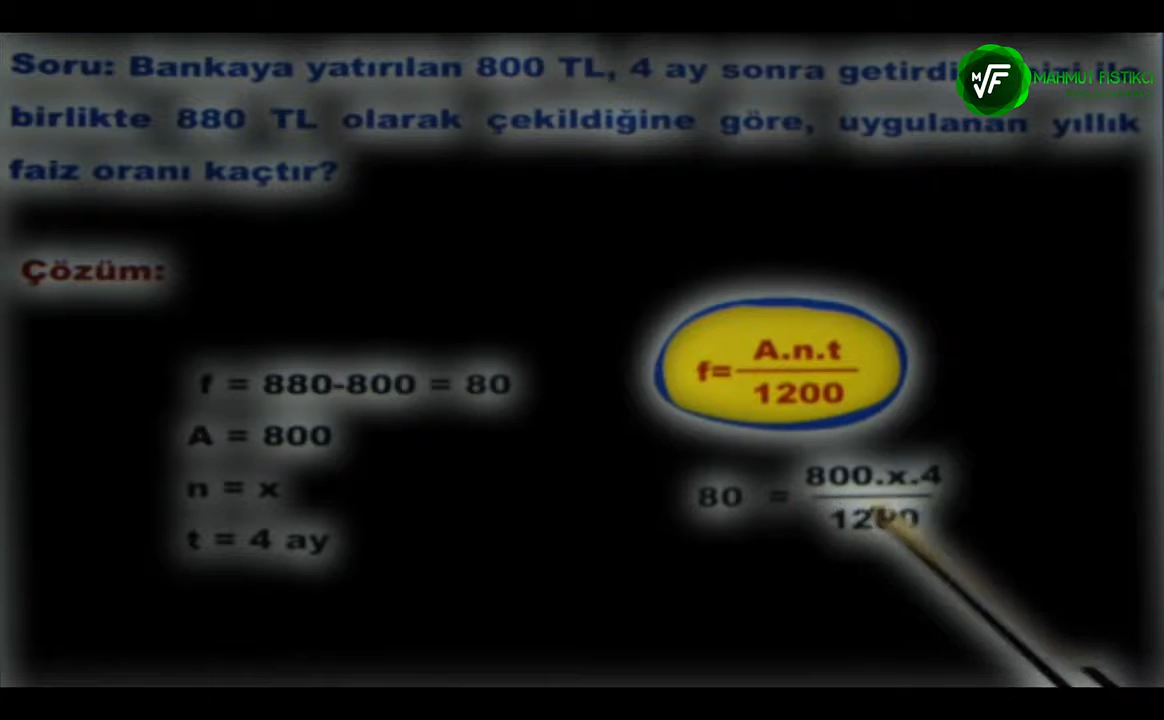 Soru: Bankaya yatırılan 800 TL, 4 ay sonra
birlikte 880 TL olarak çekildiğine göre, uygulanan yıllık
faiz oranı kaçtır?
MAHMUT FISTIKCI
Çözüm:
f = 880-800 = 80
A = 800
n = x
t = 4 ay
f= A.n.t
1200
80 = 800.x.4
1200